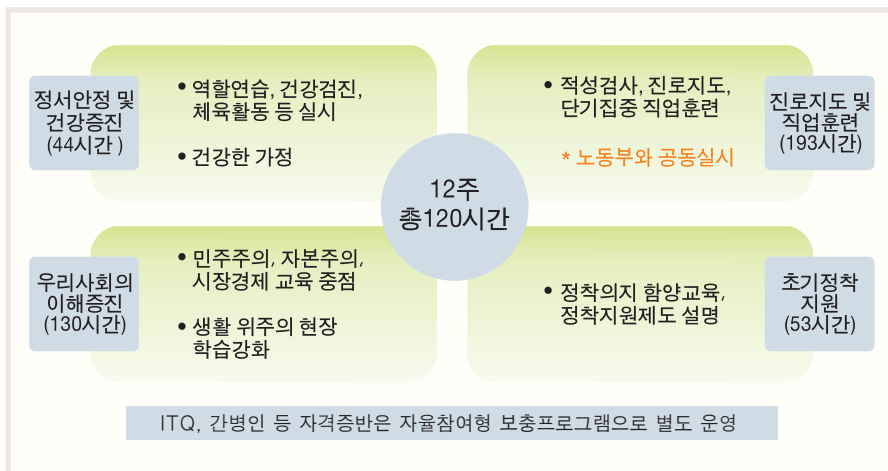 정서안정 및
건강증진
(44시간 )
• 역할연습, 건강검진,
체육활동 등 실시
• 건강한 가정
• 적성검사, 진로지도,
단기집중 직업훈련
* 노동부와 공동실시
진로지도 및
직업훈련
(193시간)
12주
총120시간
우리사회의
이해증진
(130시간)
• 민주주의, 자본주의,
시장경제 교육 중점
• 생활 위주의 현장
학습강화
• 정착의지 함양교육,
정착지원제도 설명
초기정착
지원
(53시간)
ITQ, 간병인 등 자격증반은 자율참여형 보충프로그램으로 별도 운영